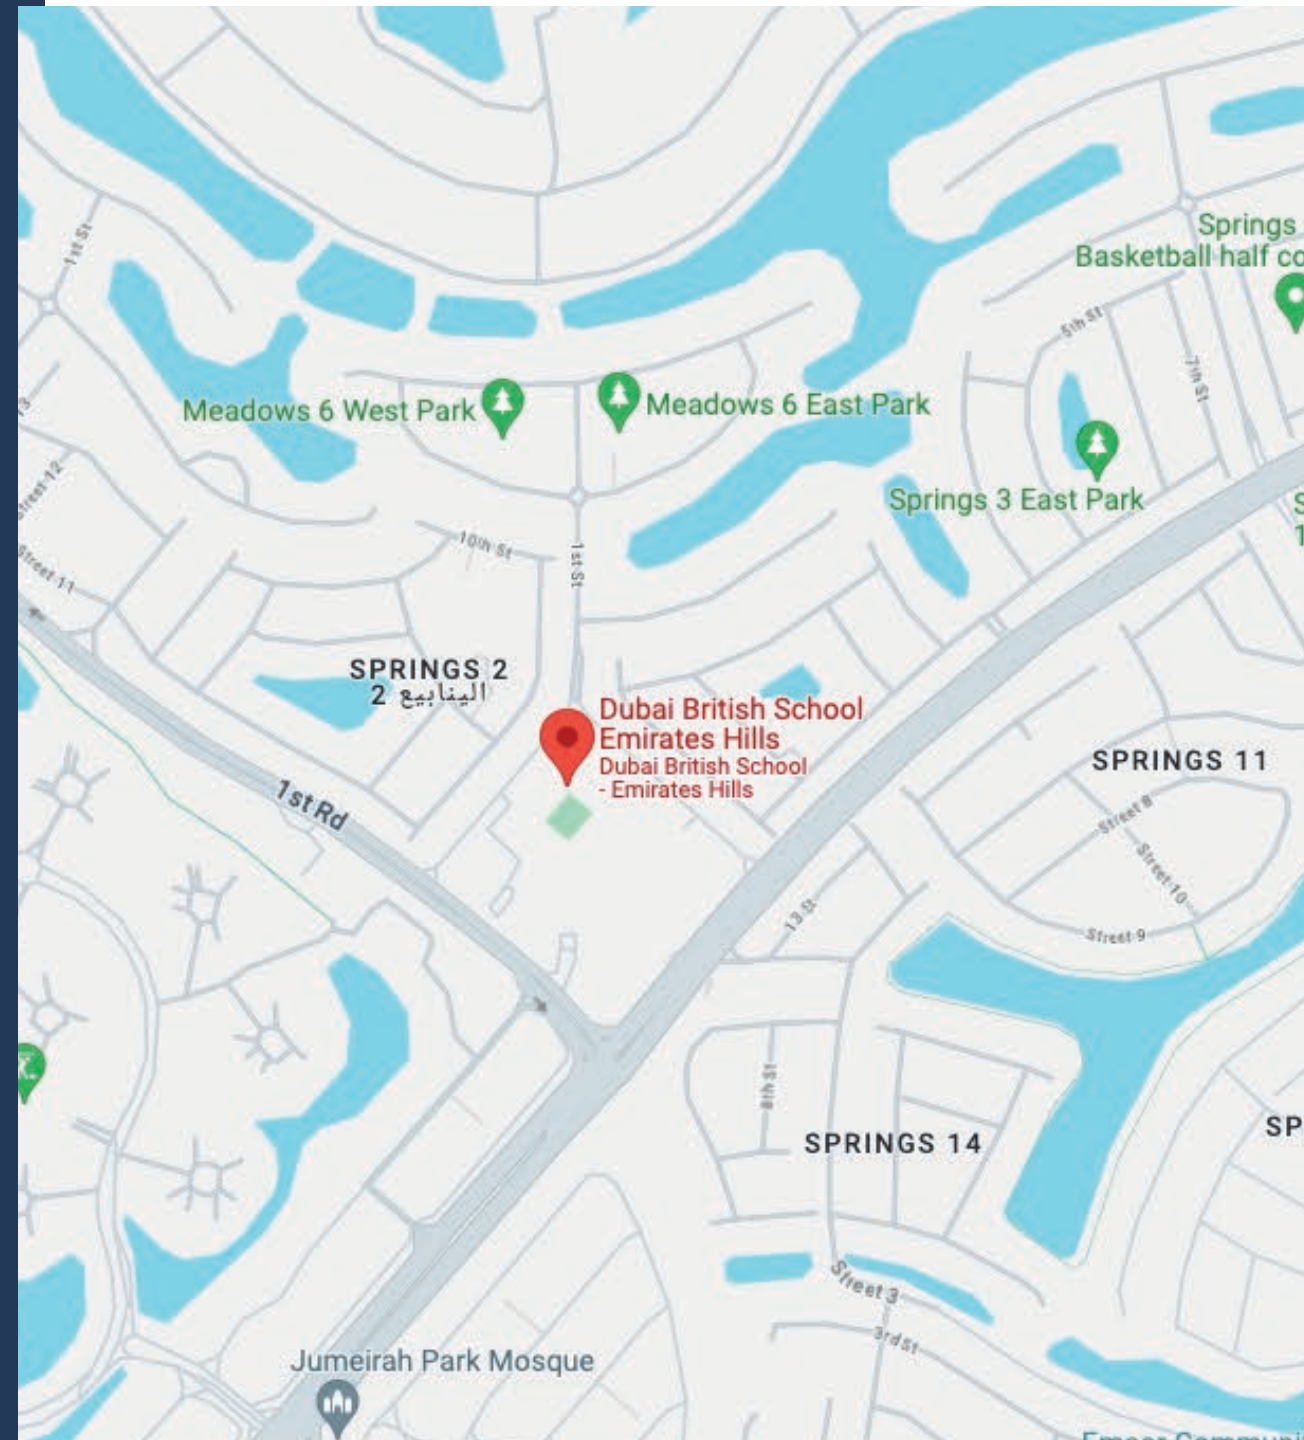 Springs
Basketball half co
1st St
5th St
7th St
Meadows 6 West Park
Meadows 6 East Park
Springs 3 East Park
Street 12
10th St
1st St
Street 11
SPRINGS 2
الينابيع 2
Dubai British School
Emirates Hills
Dubai British School
- Emirates Hills
SPRINGS 11
1st Rd
Street 8
Street 10
13 St
Street 9
8th St
SP
SPRINGS 14
Street 3
3rd St
Jumeirah Park Mosque